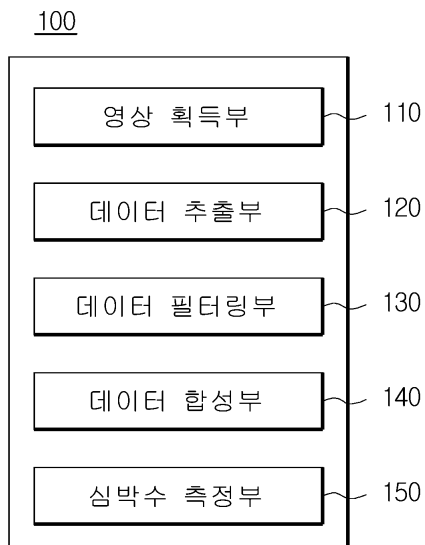 100
영상 획득부 110
데이터 추출부 120
데이터 필터링부 130
데이터 합성부 140
심박수 측정부 150